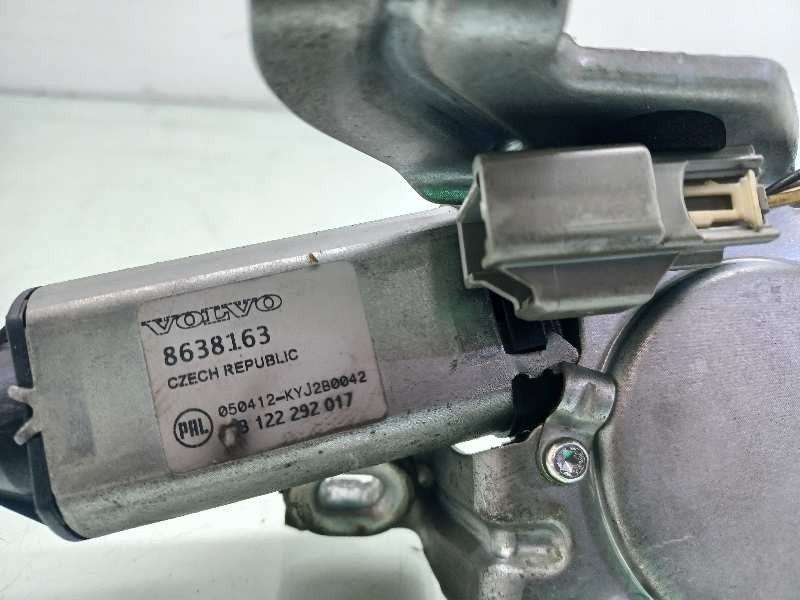 VOLVO
8638163
CZECH REPUBLIC
050412-KYJ2B0042
PAL
122 292 017